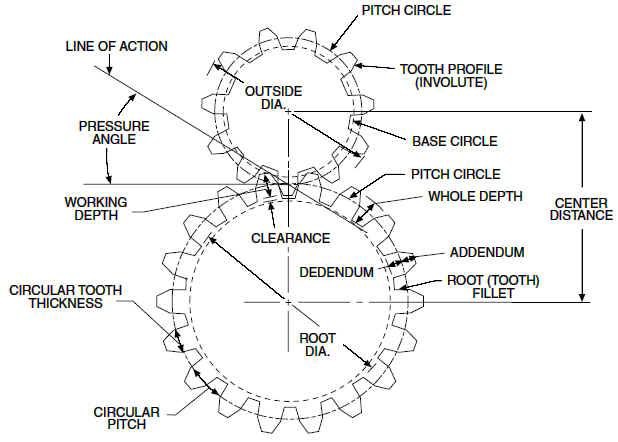 PITCH CIRCLE
LINE OF ACTION
TOOTH PROFILE
(INVOLUTE)
OUTSIDE
DIA.
PRESSURE
ANGLE
BASE CIRCLE
PITCH CIRCLE
WHOLE DEPTH
WORKING
DEPTH
CENTER
DISTANCE
CLEARANCE
ADDENDUM
DEDENDUM
ROOT (TOOTH)
FILLET
CIRCULAR TOOTH
THICKNESS
ROOT
DIA.
CIRCULAR
PITCH